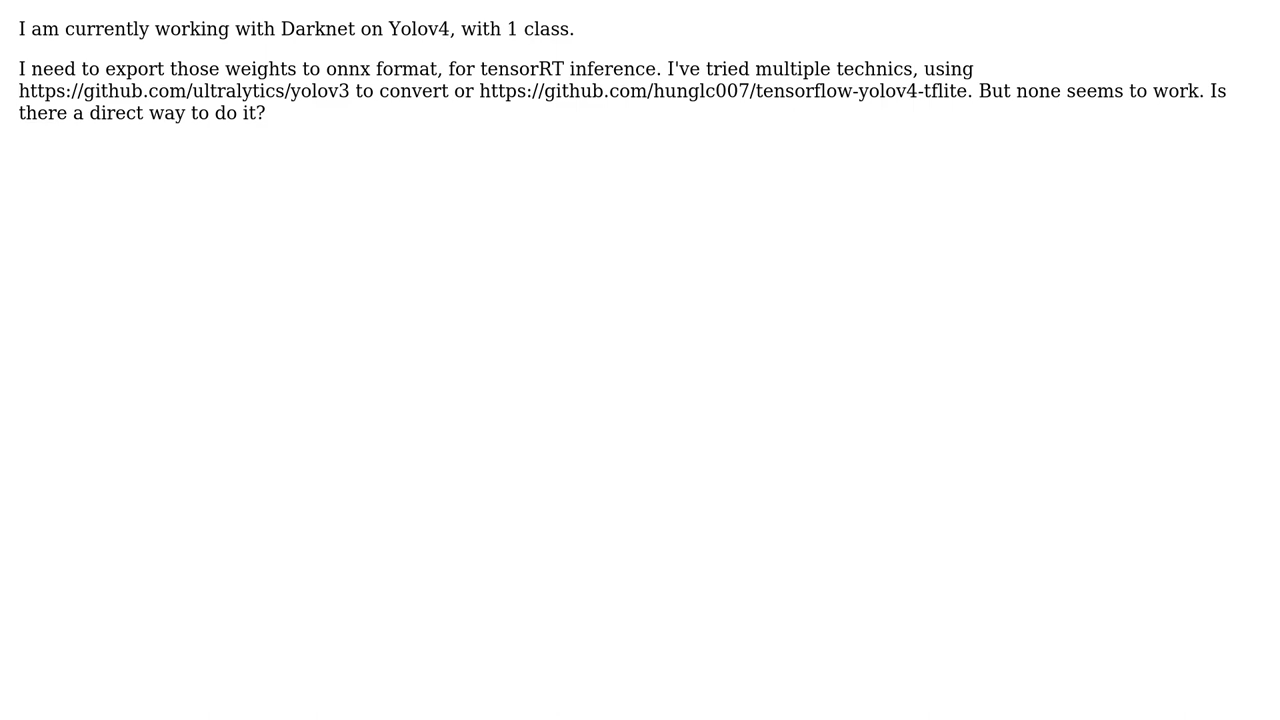 I am currently working with Darknet on Yolov4, with 1 class.
I need to export those weights to onnx format, for tensorRT inference. I've tried multiple technics, using
https://github.com/ultralytics/yolov3 to convert or https://github.com/hunglc007/tensorflow-yolov4-tflite. But none seems to work. Is
there a direct way to do it?